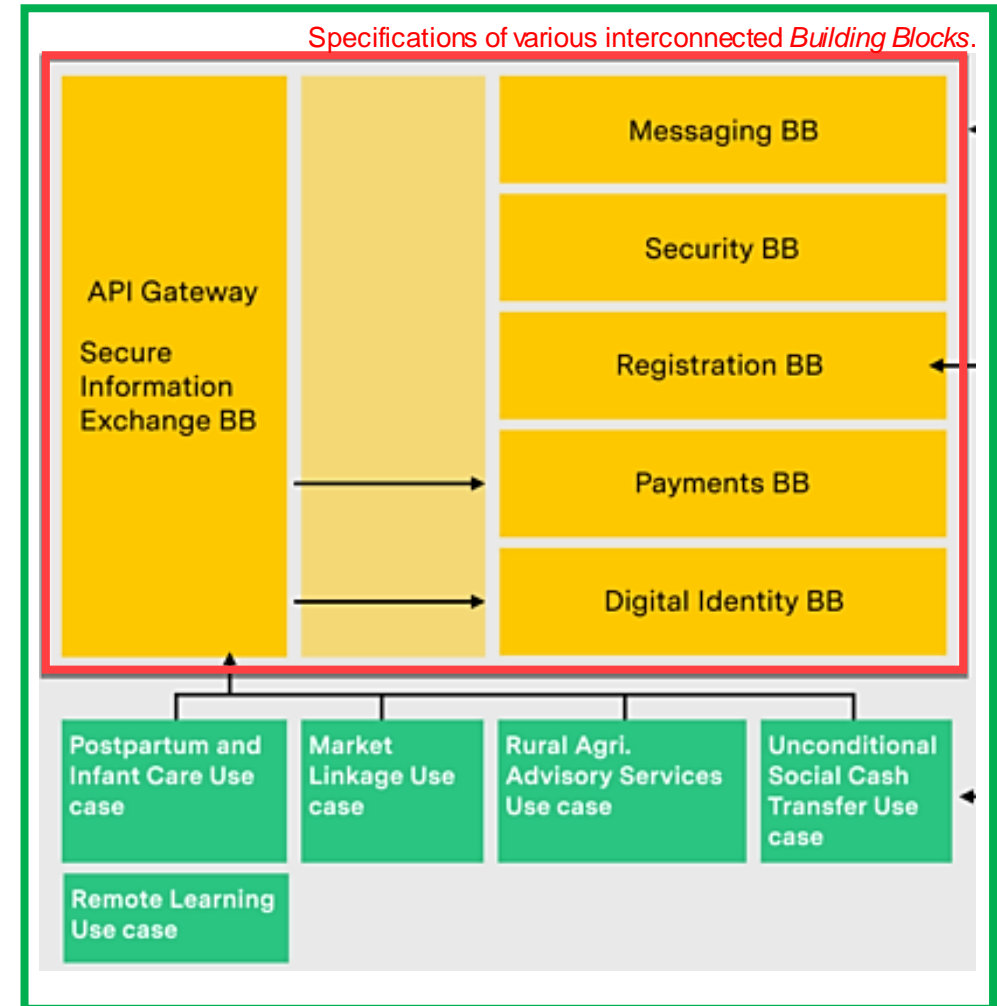 Specifications of various interconnected Building Blocks.
API Gateway
Secure
Information
Exchange BB
Messaging BB
Security BB
Registration BB
Payments BB
Digital Identity BB
Postpartum and
Infant Care Use
case
Market
Linkage Use
case
Rural Agri.
Advisory Services
Use case
Unconditional
Social Cash
Transfer Use
case
Remote Learning
Use case